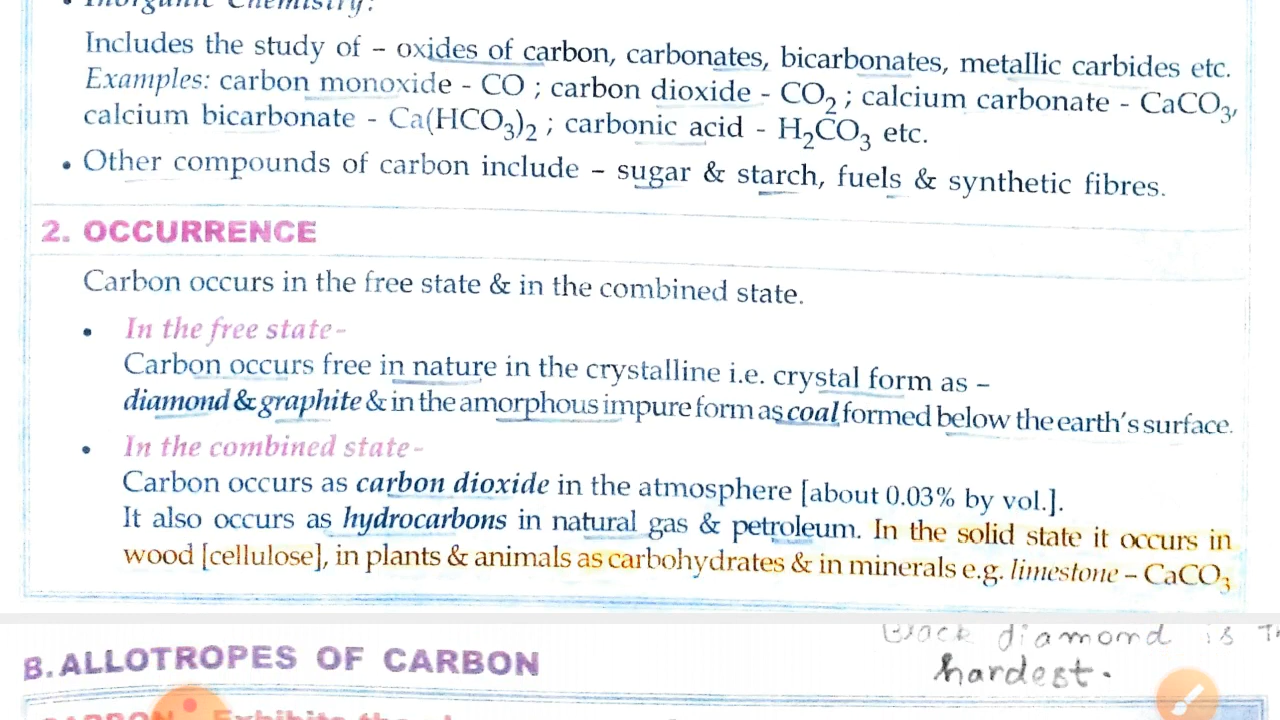 • Inorganic Chemistry:
Includes the study of – oxides of carbon, carbonates, bicarbonates, metallic carbides etc.
Examples: carbon monoxide - CO ; carbon dioxide - CO₂ ; calcium carbonate - CaCO₃,
calcium bicarbonate - Ca(HCO₃)₂ ; carbonic acid - H₂CO₃ etc.
• Other compounds of carbon include – sugar & starch, fuels & synthetic fibres.
2. OCCURRENCE
Carbon occurs in the free state & in the combined state.
• In the free state-
Carbon occurs free in nature in the crystalline i.e. crystal form as –
diamond & graphite & in the amorphous impure form as coal formed below the earth's surface.
• In the combined state-
Carbon occurs as carbon dioxide in the atmosphere [about 0.03% by vol.].
It also occurs as hydrocarbons in natural gas & petroleum. In the solid state it occurs in
wood [cellulose], in plants & animals as carbohydrates & in minerals e.g. limestone – CaCO₃
Black diamond is
hardest.
B. ALLOTROPES OF CARBON